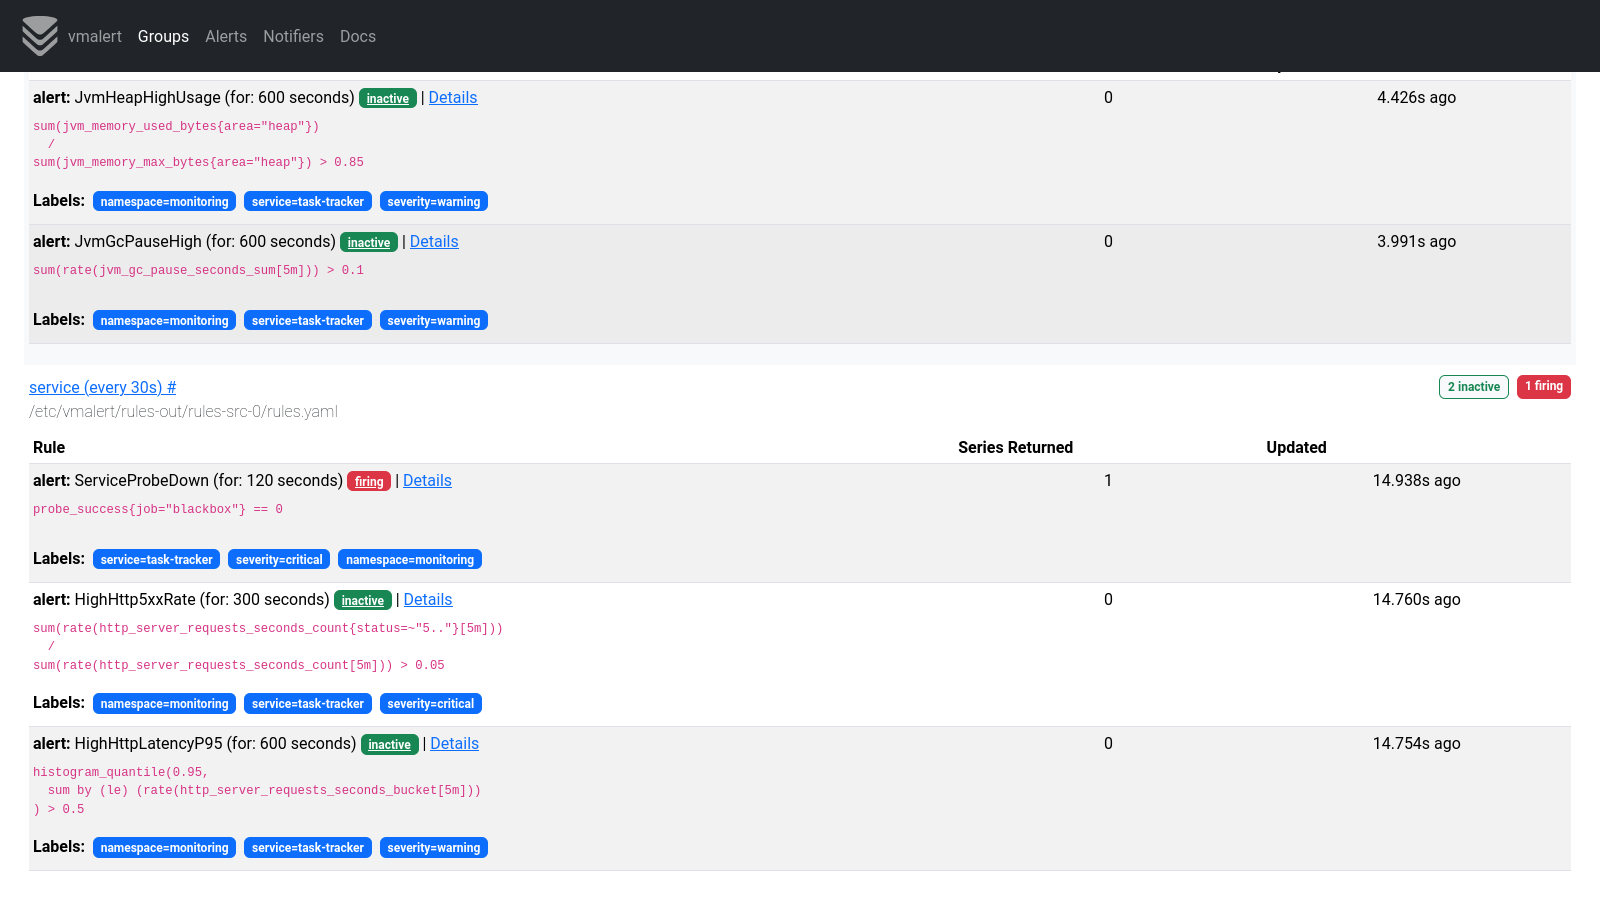 vmalert Groups Alerts Notifiers Docs
alert: JvmHeapHighUsage (for: 600 seconds) inactive | Details 0 4.426s ago
sum(jvm_memory_used_bytes{area="heap"})
/
sum(jvm_memory_max_bytes{area="heap"}) > 0.85
Labels: namespace=monitoring service=task-tracker severity=warning
alert: JvmGcPauseHigh (for: 600 seconds) inactive | Details 0 3.991s ago
sum(rate(jvm_gc_pause_seconds_sum[5m])) > 0.1
Labels: namespace=monitoring service=task-tracker severity=warning
service (every 30s) # 2 inactive 1 firing
/etc/vmalert/rules-out/rules-src-0/rules.yaml
Rule Series Returned Updated
alert: ServiceProbeDown (for: 120 seconds) firing | Details 1 14.938s ago
probe_success{job="blackbox"} == 0
Labels: service=task-tracker severity=critical namespace=monitoring
alert: HighHttp5xxRate (for: 300 seconds) inactive | Details 0 14.760s ago
sum(rate(http_server_requests_seconds_count{status=~"5.."}[5m]))
/
sum(rate(http_server_requests_seconds_count[5m])) > 0.05
Labels: namespace=monitoring service=task-tracker severity=critical
alert: HighHttpLatencyP95 (for: 600 seconds) inactive | Details 0 14.754s ago
histogram_quantile(0.95,
sum by (le) (rate(http_server_requests_seconds_bucket[5m]))
) > 0.5
Labels: namespace=monitoring service=task-tracker severity=warning